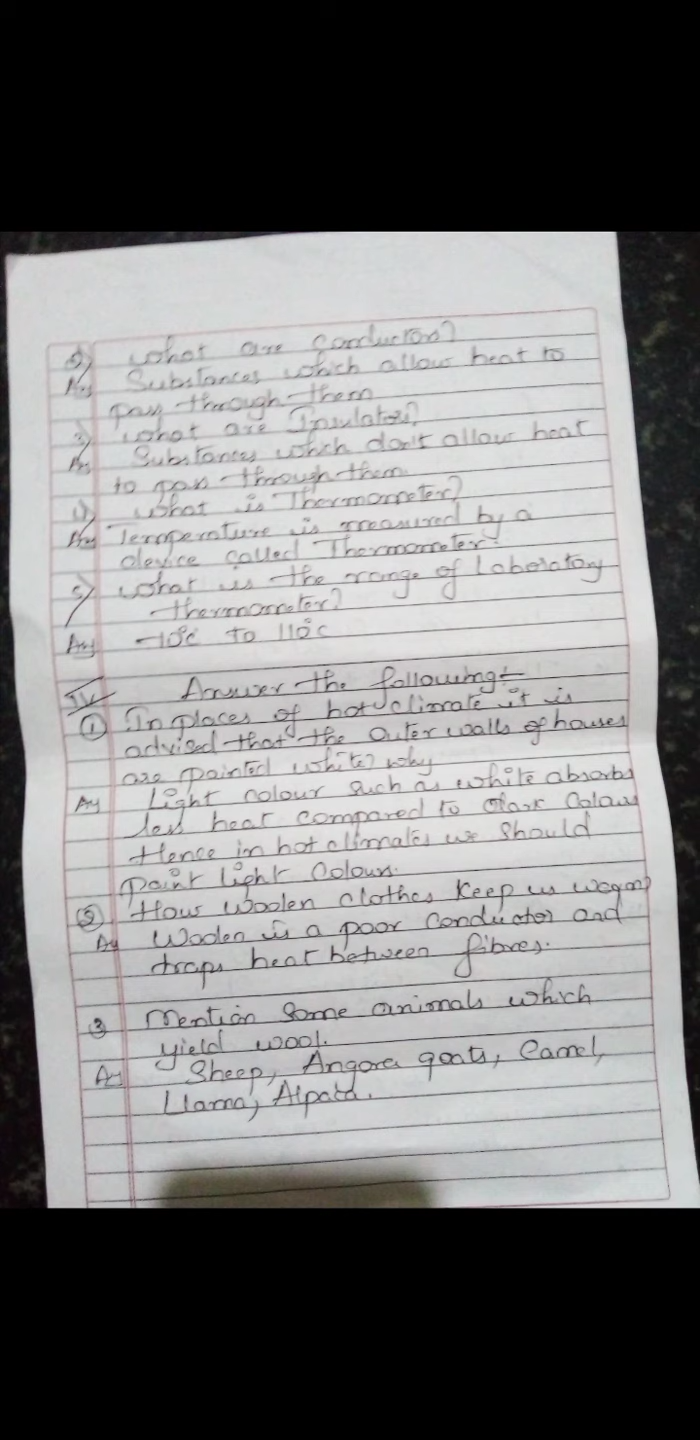 2) What are Conductors?
Ans Substances which allow heat to
pass through them
3) What are Insulators?
Ans Substances which don't allow heat
to pass through them.
4) What is Thermometer?
Ans Temperature is measured by a
device called Thermometer.
5) What is the range of Laboratory
thermometer?
Ans -10°c to 110°c
IV Answer the following:-
① In places of hot climate it is
advised that the outer walls of houses
are painted white? why
Ans Light colour such as white absorbs
less heat compared to dark Colour
Hence in hot climates we should
paint light Colours.
② How Woolen clothes keep us warm?
Ans Woolen is a poor Conductor and
traps heat between fibres.
③ Mention Some animals which
yield wool.
Ans Sheep, Angora goats, Camel,
Llama, Alpaca.